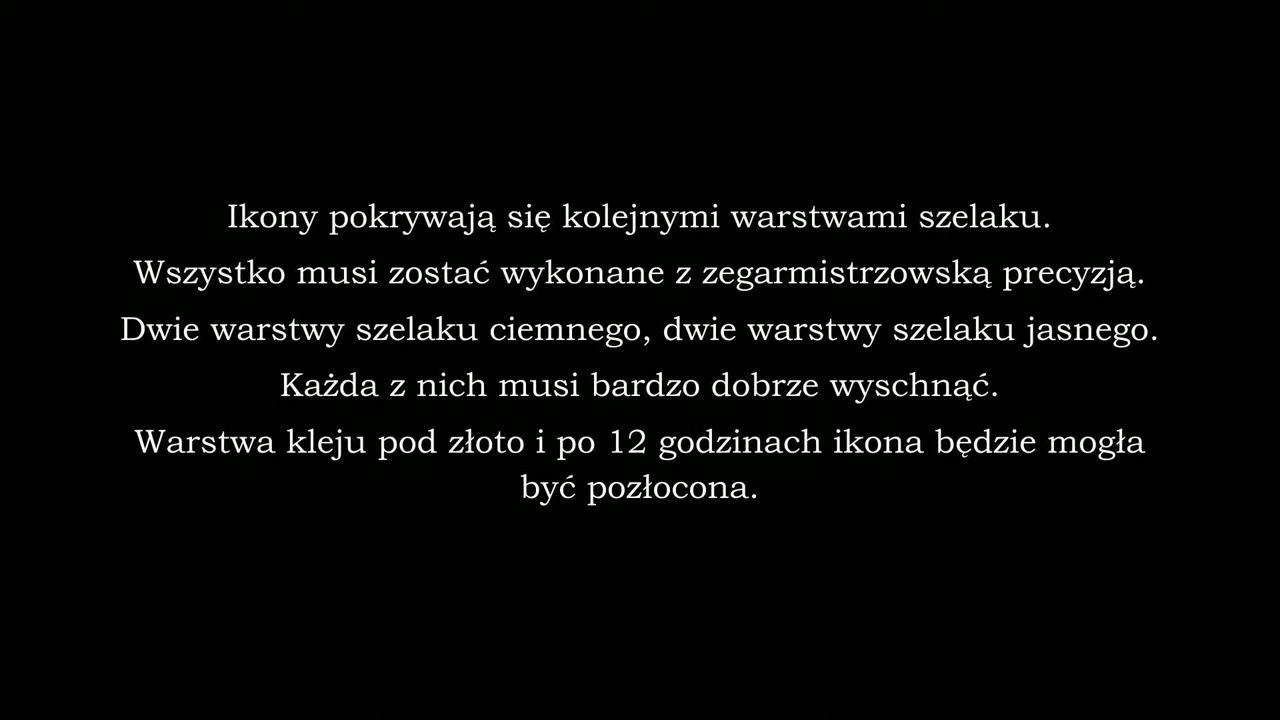 Ikony pokrywają się kolejnymi warstwami szelaku.
Wszystko musi zostać wykonane z zegarmistrzowską precyzją.
Dwie warstwy szelaku ciemnego, dwie warstwy szelaku jasnego.
Każda z nich musi bardzo dobrze wyschnąć.
Warstwa kleju pod złoto i po 12 godzinach ikona będzie mogła
być pozłocona.